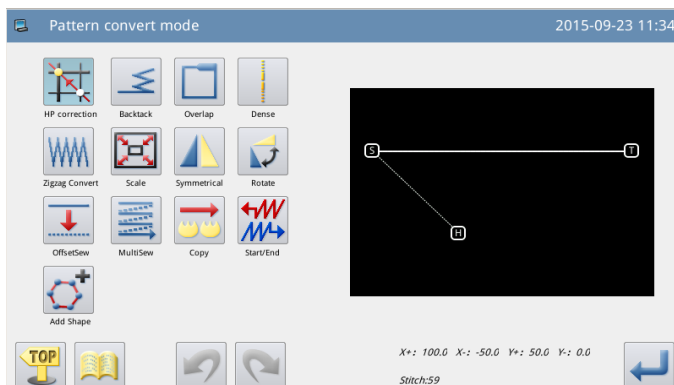 Pattern convert mode 2015-09-23 11:34
HP correction Backtack Overlap Dense
Zigzag Convert Scale Symmetrical Rotate
OffsetSew MultiSew Copy Start/End
Add Shape
S T
H
TOP
X+: 100.0 X-: -50.0 Y+: 50.0 Y-: 0.0
Stitch:59